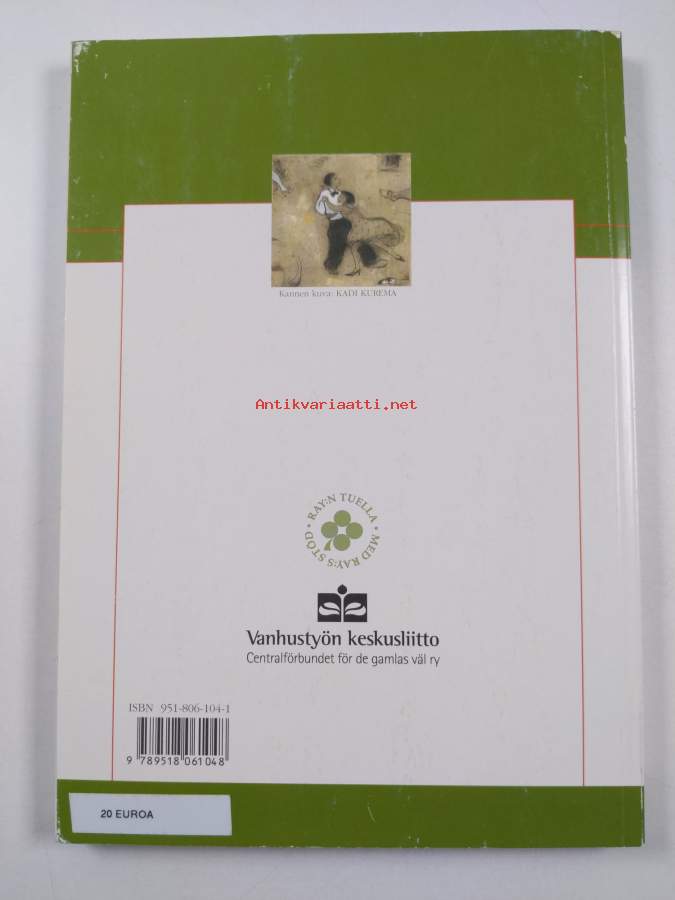 Kannen kuva: KADI KUREMA
Antikvariaatti.net
• RAY:N TUELLA • MED RAY:S STÖD
Vanhustyön keskusliitto
Centralförbundet för de gamlas väl ry
ISBN 951-806-104-1
9 789518 061048
20 EUROA